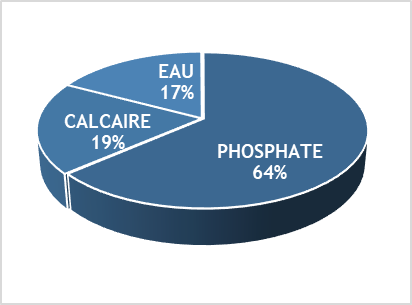 EAU
17%
CALCAIRE
19%
PHOSPHATE
64%